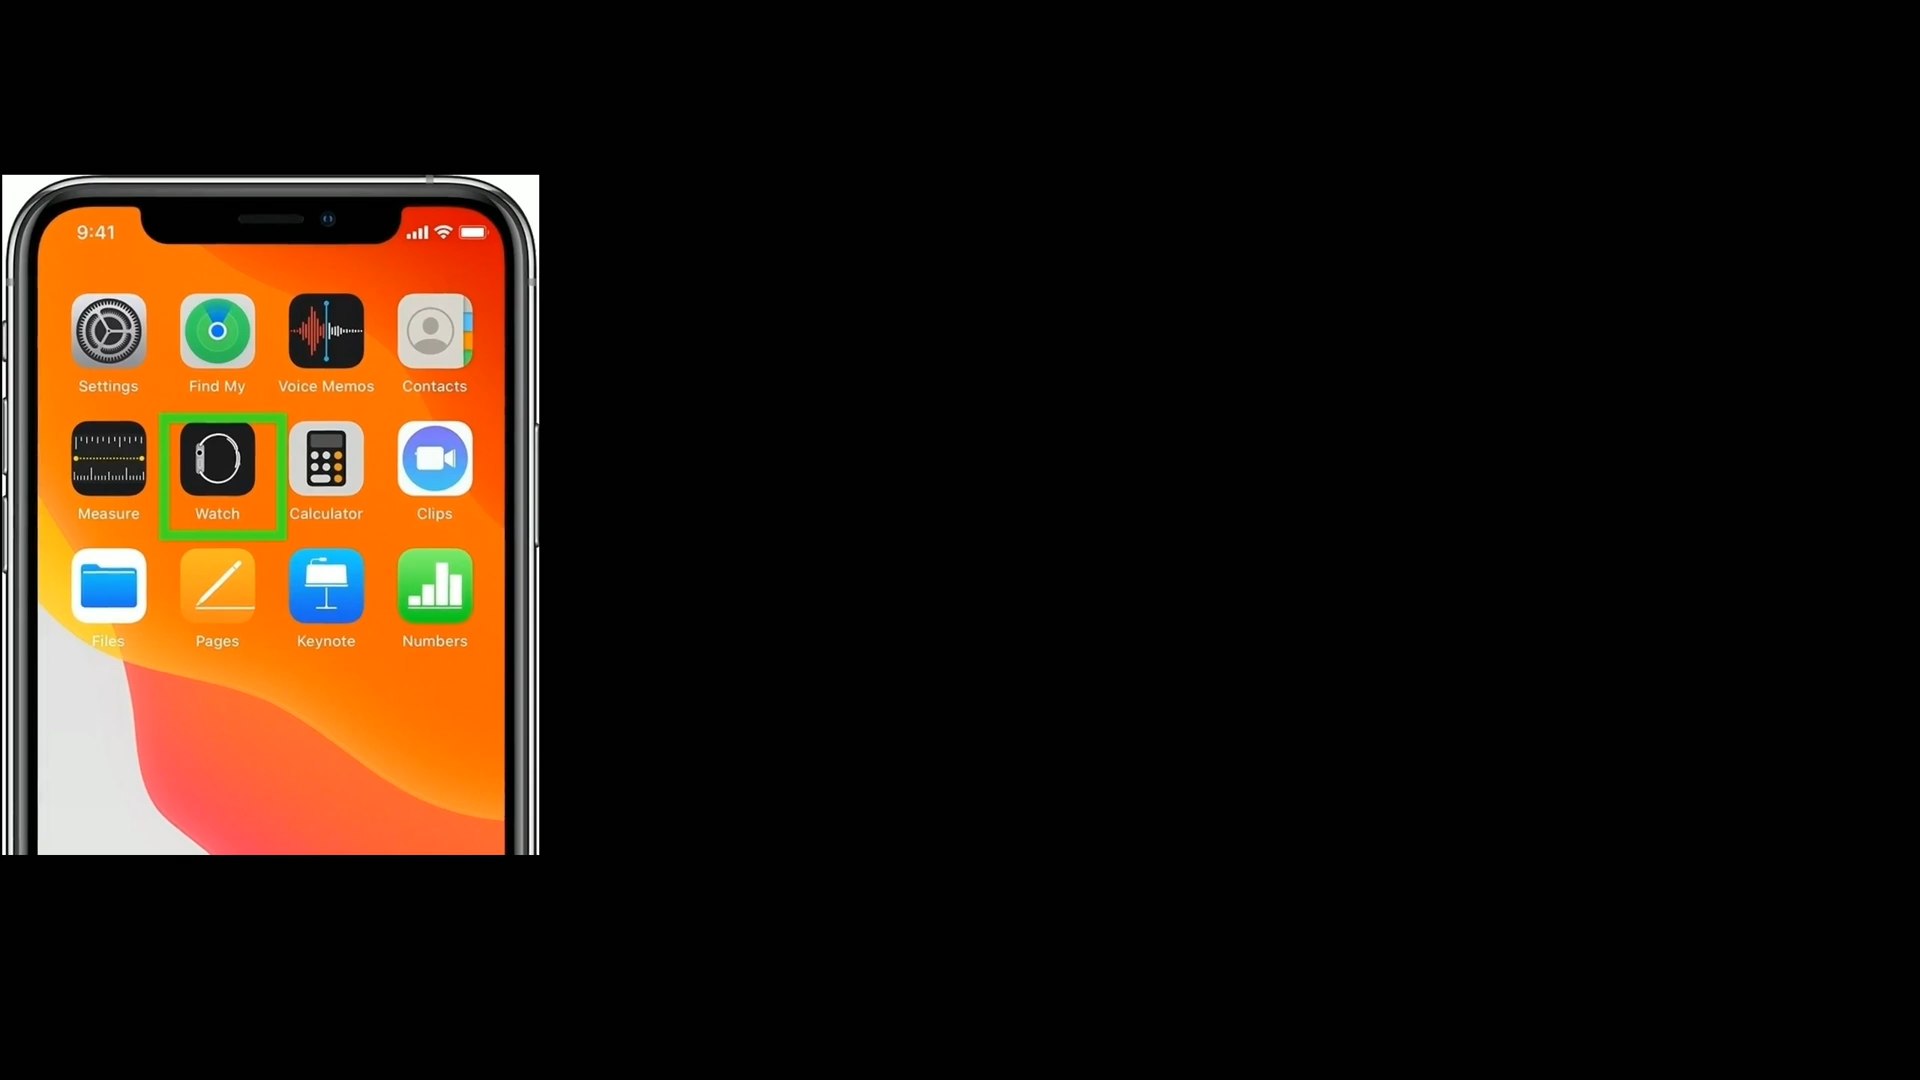 9:41
Settings Find My Voice Memos Contacts
Measure Watch Calculator Clips
Files Pages Keynote Numbers